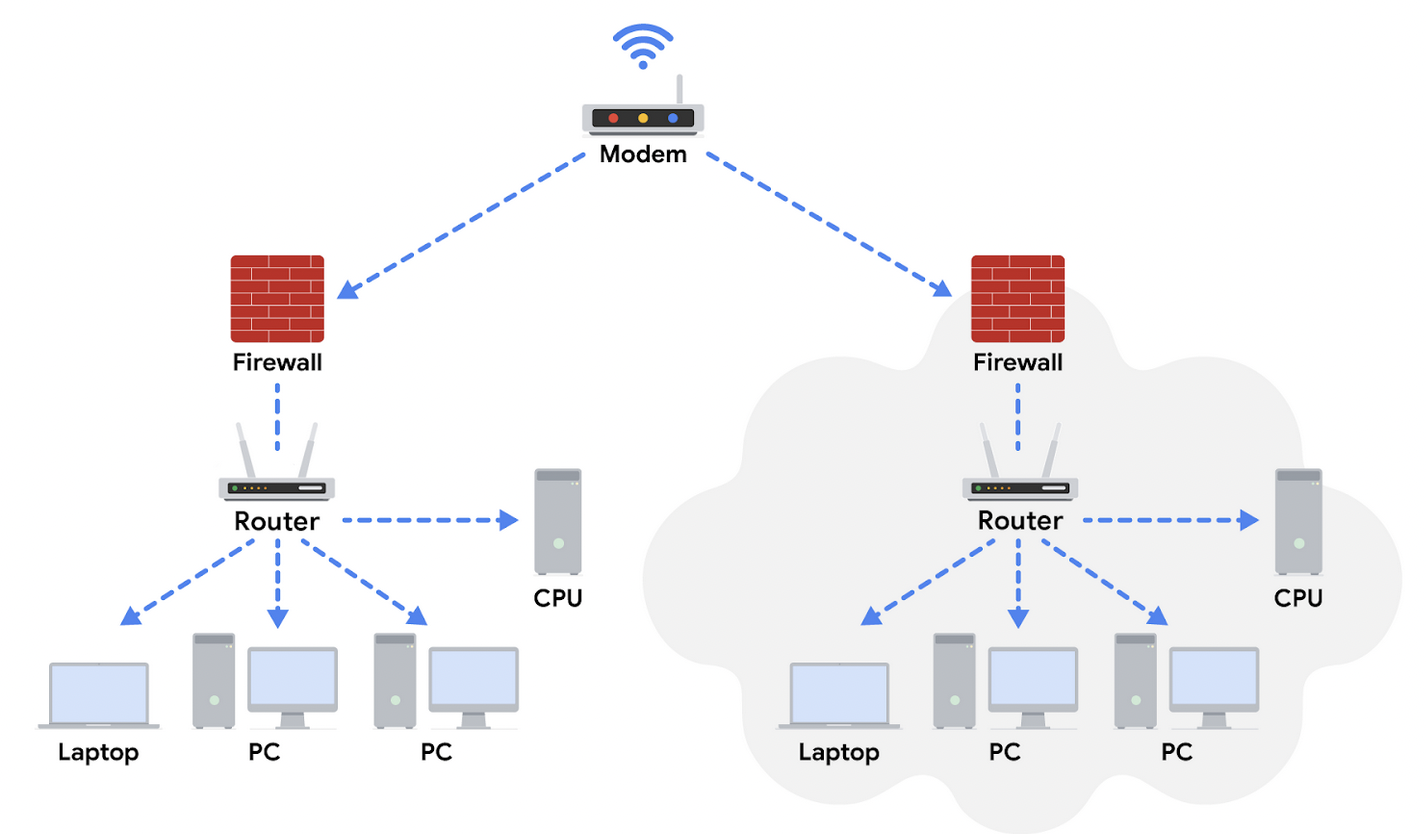 Modem
Firewall
Firewall
Router
Router
CPU
CPU
Laptop
PC
PC
Laptop
PC
PC